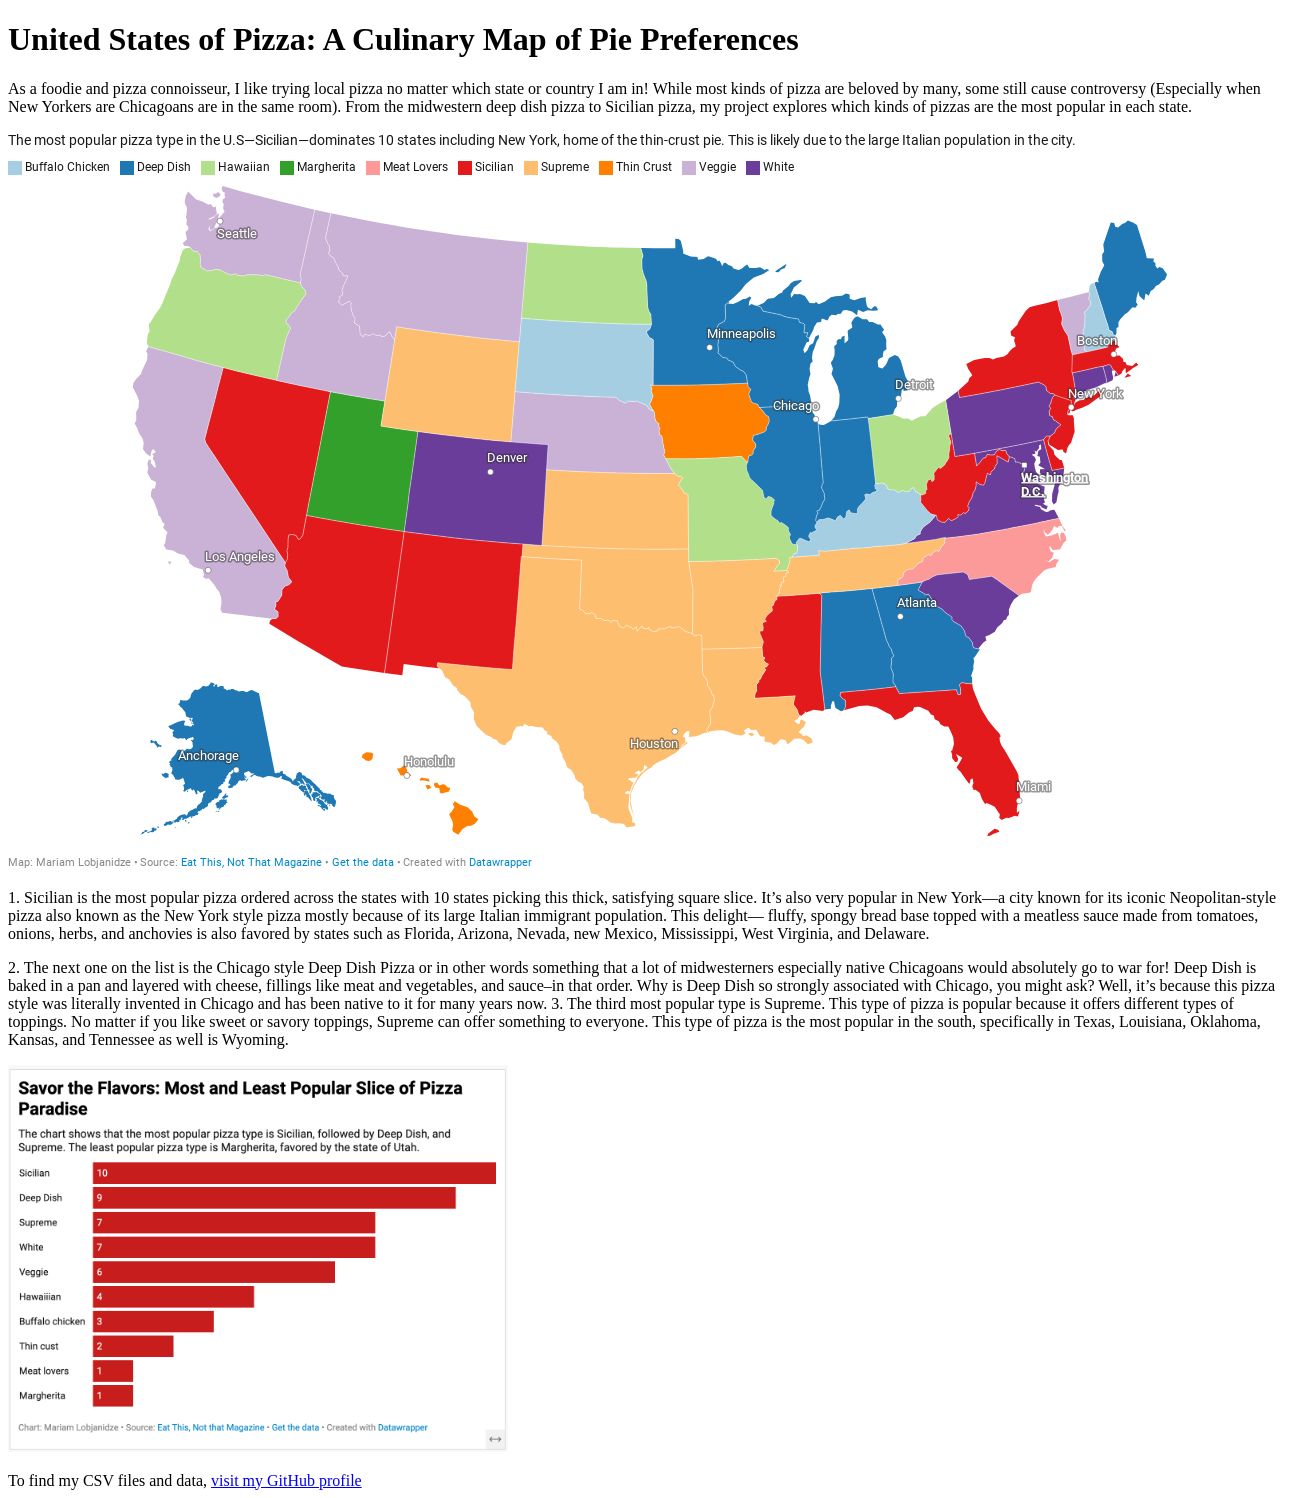 United States of Pizza: A Culinary Map of Pie Preferences
As a foodie and pizza connoisseur, I like trying local pizza no matter which state or country I am in! While most kinds of pizza are beloved by many, some still cause controversy (Especially when
New Yorkers are Chicagoans are in the same room). From the midwestern deep dish pizza to Sicilian pizza, my project explores which kinds of pizzas are the most popular in each state.
The most popular pizza type in the U.S—Sicilian—dominates 10 states including New York, home of the thin-crust pie. This is likely due to the large Italian population in the city.
Buffalo Chicken Deep Dish Hawaiian Margherita Meat Lovers Sicilian Supreme Thin Crust Veggie White
Seattle
Minneapolis
Boston
Detroit
New York
Chicago
Denver
Washington
D.C.
Los Angeles
Atlanta
Houston
Anchorage
Honolulu
Miami
Map: Mariam Lobjanidze • Source: Eat This, Not That Magazine • Get the data • Created with Datawrapper
1. Sicilian is the most popular pizza ordered across the states with 10 states picking this thick, satisfying square slice. It’s also very popular in New York—a city known for its iconic Neopolitan-style
pizza also known as the New York style pizza mostly because of its large Italian immigrant population. This delight— fluffy, spongy bread base topped with a meatless sauce made from tomatoes,
onions, herbs, and anchovies is also favored by states such as Florida, Arizona, Nevada, new Mexico, Mississippi, West Virginia, and Delaware.
2. The next one on the list is the Chicago style Deep Dish Pizza or in other words something that a lot of midwesterners especially native Chicagoans would absolutely go to war for! Deep Dish is
baked in a pan and layered with cheese, fillings like meat and vegetables, and sauce–in that order. Why is Deep Dish so strongly associated with Chicago, you might ask? Well, it’s because this pizza
style was literally invented in Chicago and has been native to it for many years now. 3. The third most popular type is Supreme. This type of pizza is popular because it offers different types of
toppings. No matter if you like sweet or savory toppings, Supreme can offer something to everyone. This type of pizza is the most popular in the south, specifically in Texas, Louisiana, Oklahoma,
Kansas, and Tennessee as well is Wyoming.
Savor the Flavors: Most and Least Popular Slice of Pizza
Paradise
The chart shows that the most popular pizza type is Sicilian, followed by Deep Dish, and
Supreme. The least popular pizza type is Margherita, favored by the state of Utah.
Sicilian 10
Deep Dish 9
Supreme 7
White 7
Veggie 6
Hawaiiian 4
Buffalo chicken 3
Thin cust 2
Meat lovers 1
Margherita 1
Chart: Mariam Lobjanidze • Source: Eat This, Not that Magazine • Get the data • Created with Datawrapper
To find my CSV files and data, visit my GitHub profile